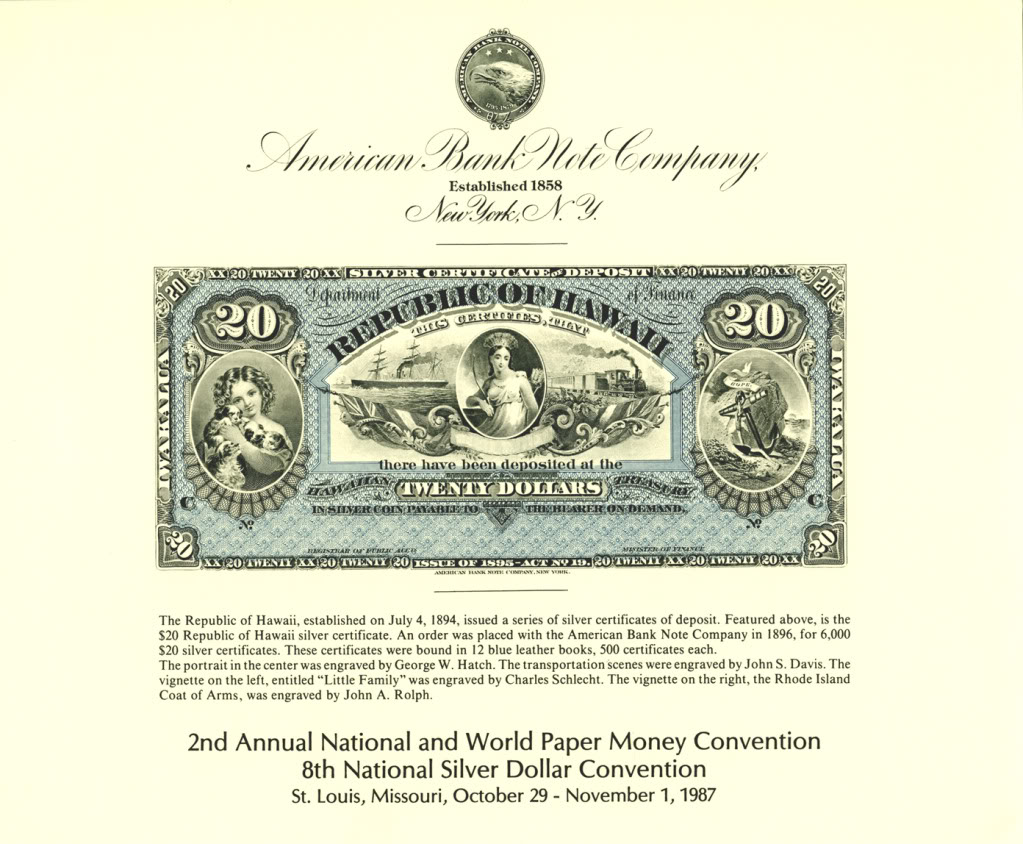 AMERICAN BANK NOTE COMPANY
American Bank Note Company,
Established 1858
New York, N. Y.
XX 20 TWENTY 20 XX SILVER CERTIFICATE OF DEPOSIT XX 20 TWENTY 20 XX
20 20
Department of Finance
REPUBLIC OF HAWAII
20 20
THIS CERTIFIES, THAT
HOPE
there have been deposited at the
HAWAIIAN TWENTY DOLLARS TREASURY
C C
IN SILVER COIN PAYABLE TO THE BEARER ON DEMAND.
No No
20 20
REGISTRAR OF PUBLIC ACC'TS MINISTER OF FINANCE
XX 20 TWENTY XX 20 TWENTY 20 ISSUE OF 1895-ACT No 19. 20 TWENTY XX 20 TWENTY 20 XX
AMERICAN BANK NOTE COMPANY, NEW YORK.
The Republic of Hawaii, established on July 4, 1894, issued a series of silver certificates of deposit. Featured above, is the
$20 Republic of Hawaii silver certificate. An order was placed with the American Bank Note Company in 1896, for 6,000
$20 silver certificates. These certificates were bound in 12 blue leather books, 500 certificates each.
The portrait in the center was engraved by George W. Hatch. The transportation scenes were engraved by John S. Davis. The
vignette on the left, entitled “Little Family” was engraved by Charles Schlecht. The vignette on the right, the Rhode Island
Coat of Arms, was engraved by John A. Rolph.
2nd Annual National and World Paper Money Convention
8th National Silver Dollar Convention
St. Louis, Missouri, October 29 - November 1, 1987